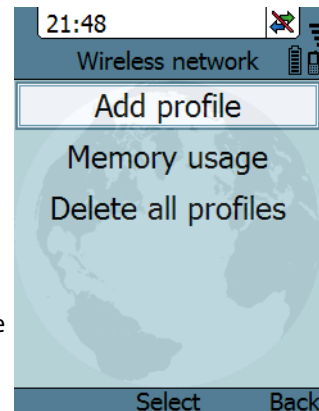 21:48
Wireless network
Add profile
Memory usage
Delete all profiles
e
Select Back